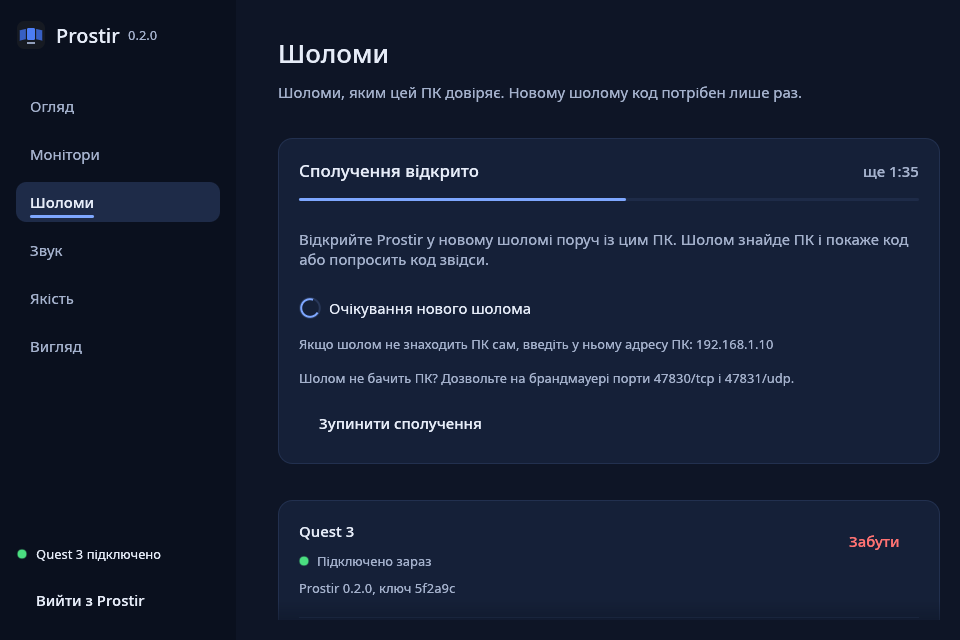 Prostir 0.2.0
Огляд
Монітори
Шоломи
Звук
Якість
Вигляд
Quest 3 підключено
Вийти з Prostir
Шоломи
Шоломи, яким цей ПК довіряє. Новому шолому код потрібен лише раз.
Сполучення відкрито
ще 1:35
Відкрийте Prostir у новому шоломі поруч із цим ПК. Шолом знайде ПК і покаже код
або попросить код звідси.
Очікування нового шолома
Якщо шолом не знаходить ПК сам, введіть у ньому адресу ПК: 192.168.1.10
Шолом не бачить ПК? Дозвольте на брандмауері порти 47830/tcp і 47831/udp.
Зупинити сполучення
Quest 3
Підключено зараз
Prostir 0.2.0, ключ 5f2a9c
Забути